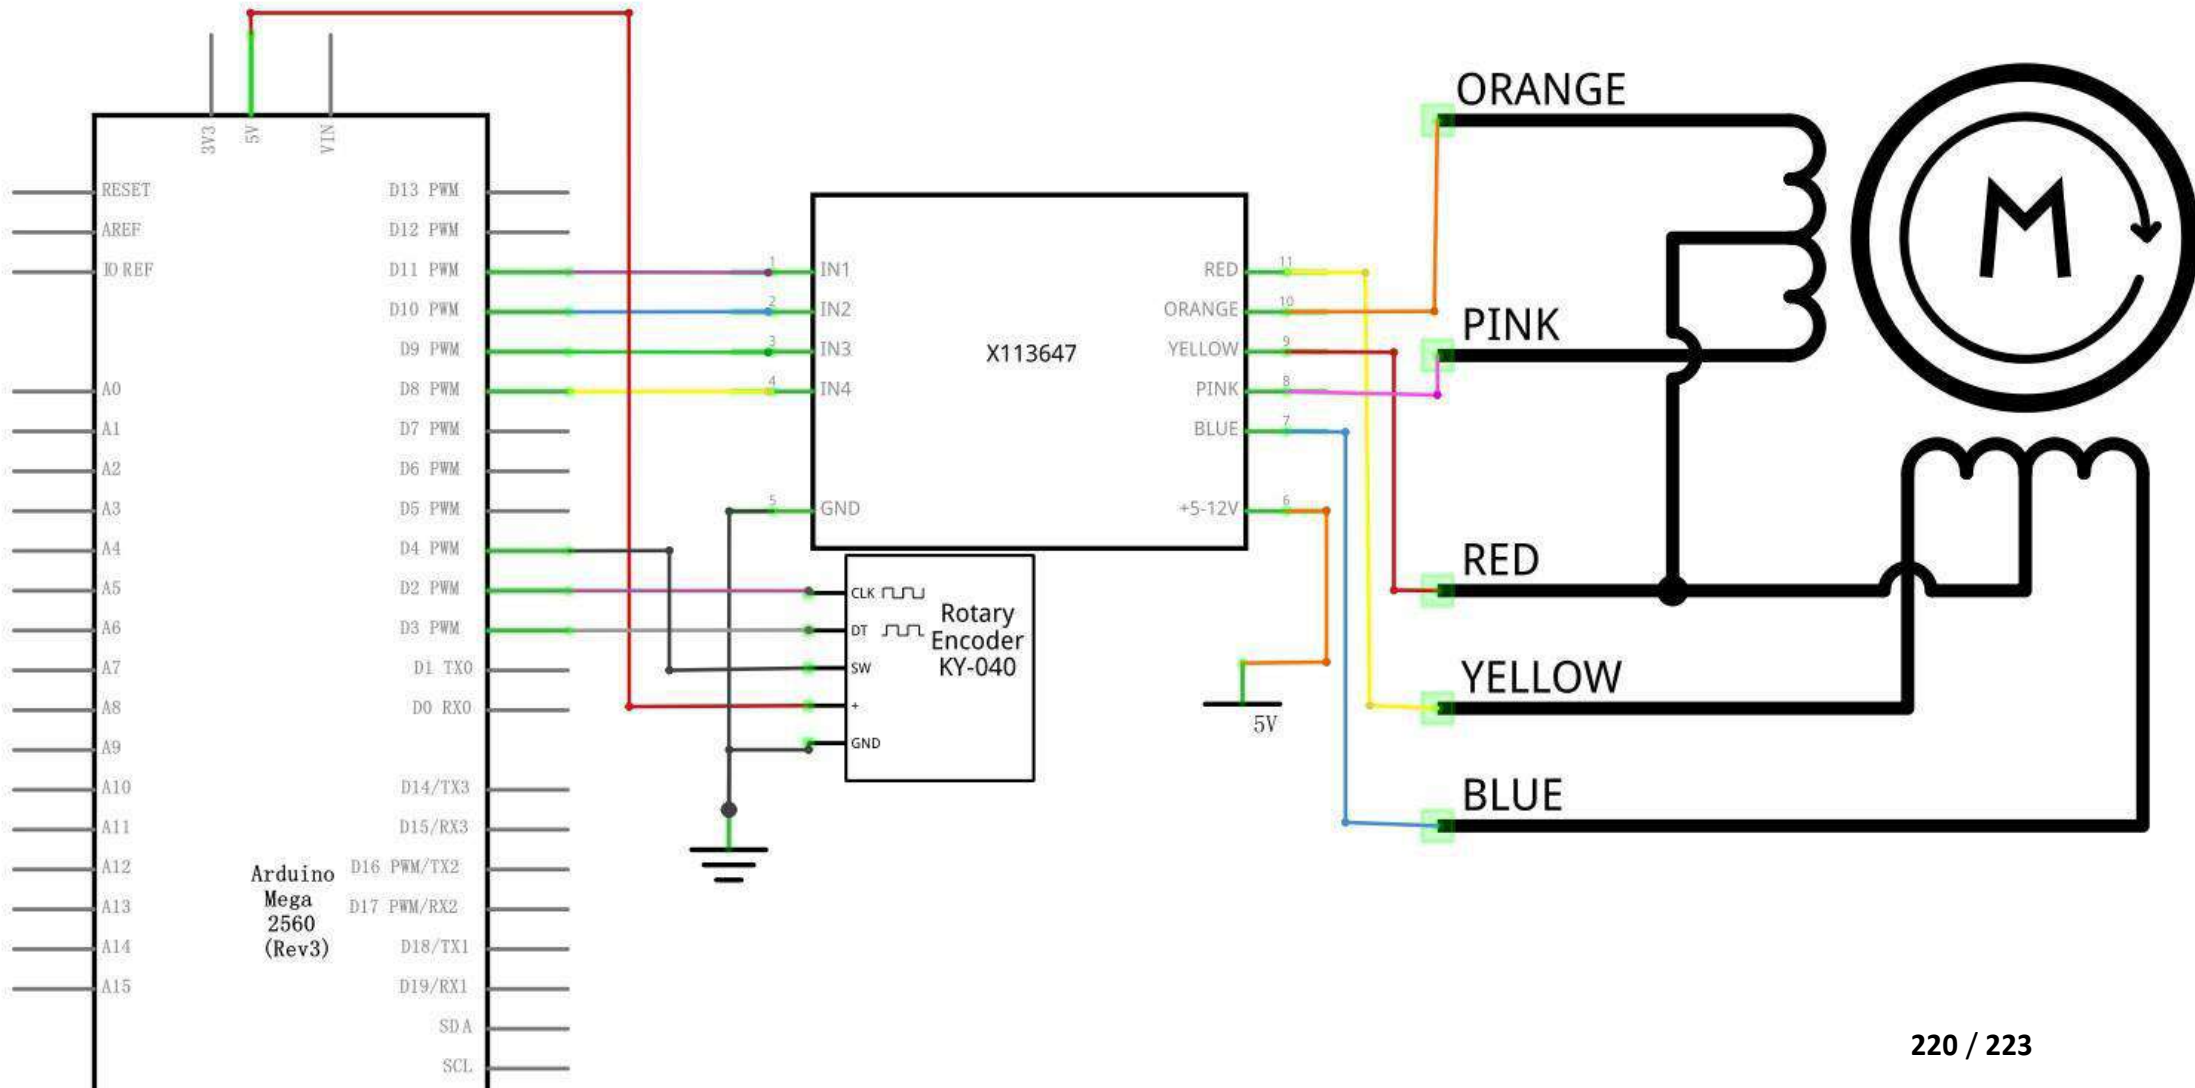 3V3
5V
VIN
RESET
AREF
IO REF
A0
A1
A2
A3
A4
A5
A6
A7
A8
A9
A10
A11
A12
A13
A14
A15
D13 PWM
D12 PWM
D11 PWM
D10 PWM
D9 PWM
D8 PWM
D7 PWM
D6 PWM
D5 PWM
D4 PWM
D2 PWM
D3 PWM
D1 TX0
D0 RX0
D14/TX3
D15/RX3
D16 PWM/TX2
D17 PWM/RX2
D18/TX1
D19/RX1
SDA
SCL
Arduino
Mega
2560
(Rev3)
1
IN1
2
IN2
3
IN3
4
IN4
5
GND
X113647
RED
11
ORANGE
10
YELLOW
9
PINK
8
BLUE
7
+5-12V
6
CLK
DT
SW
+
GND
Rotary
Encoder
KY-040
5V
ORANGE
PINK
RED
YELLOW
BLUE
M
220 / 223